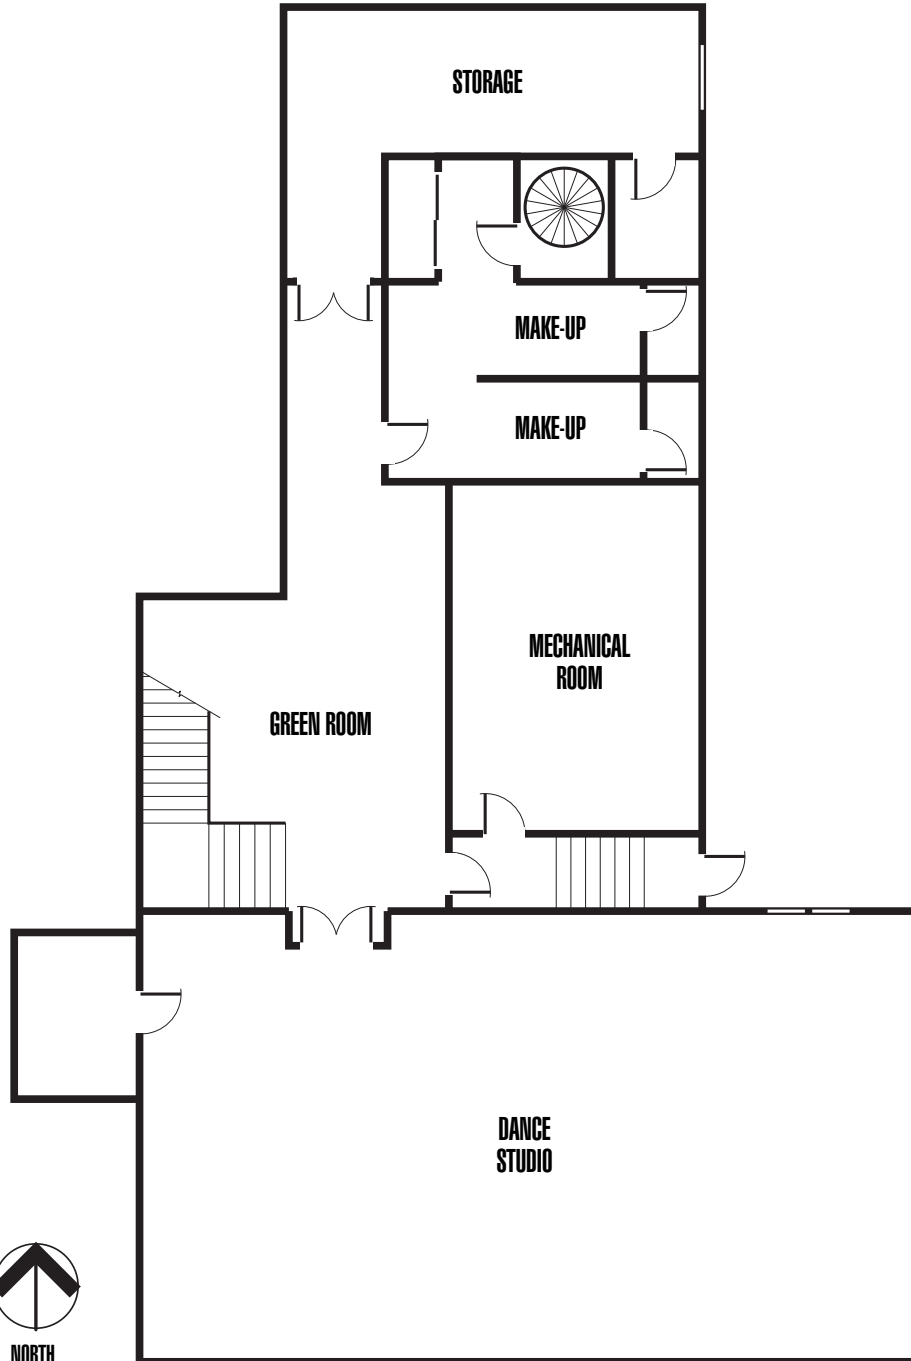 STORAGE
MAKE-UP
MAKE-UP
MECHANICAL
ROOM
GREEN ROOM
DANCE
STUDIO
NORTH